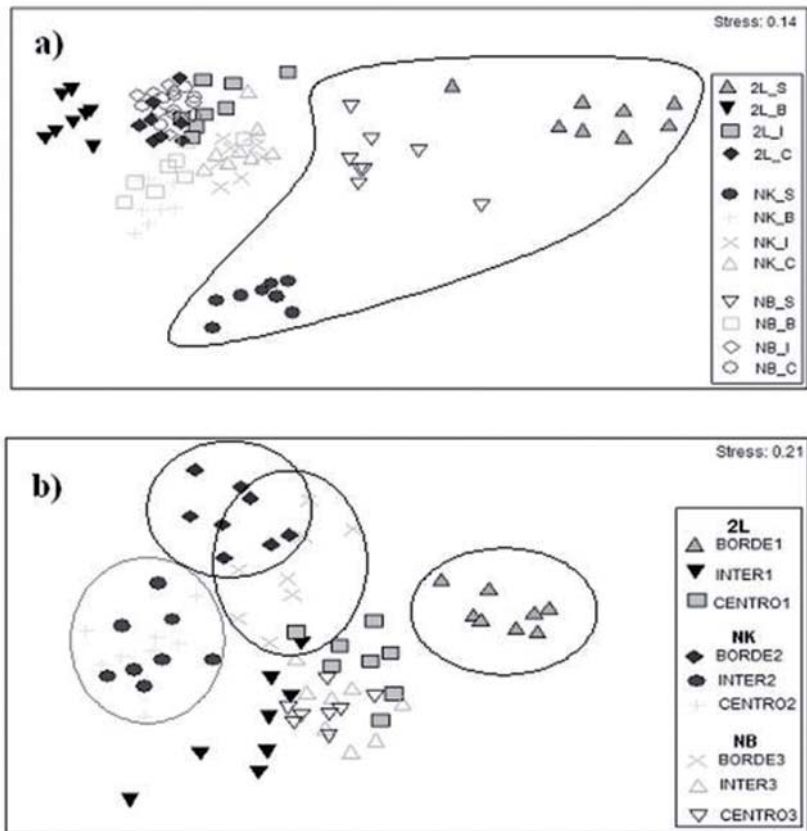 a)
Stress: 0.14
2L_S
2L_B
2L_I
2L_C
NK_S
NK_B
NK_I
NK_C
NB_S
NB_B
NB_I
NB_C
b)
Stress: 0.21
2L
BORDE1
INTER1
CENTRO1
NK
BORDE2
INTER2
CENTRO2
NB
BORDE3
INTER3
CENTRO3